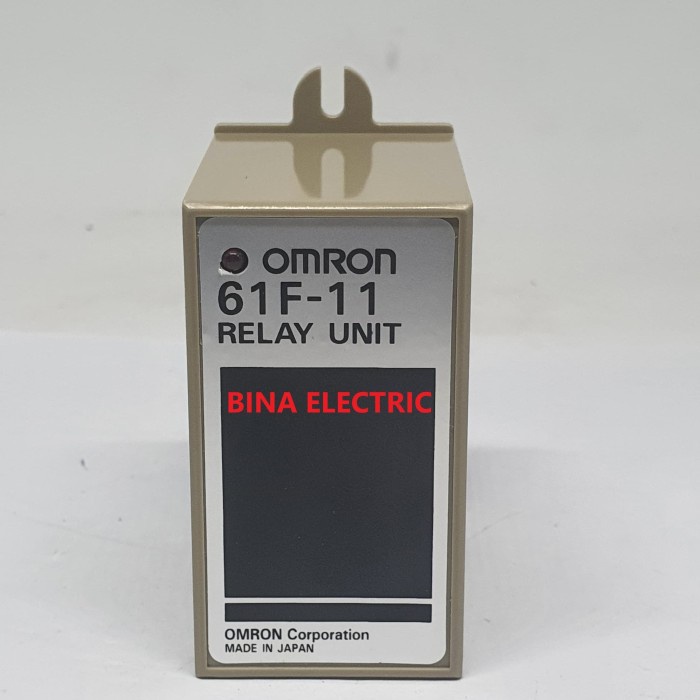 OMRON
61F-11
RELAY UNIT
BINA ELECTRIC
OMRON Corporation
MADE IN JAPAN